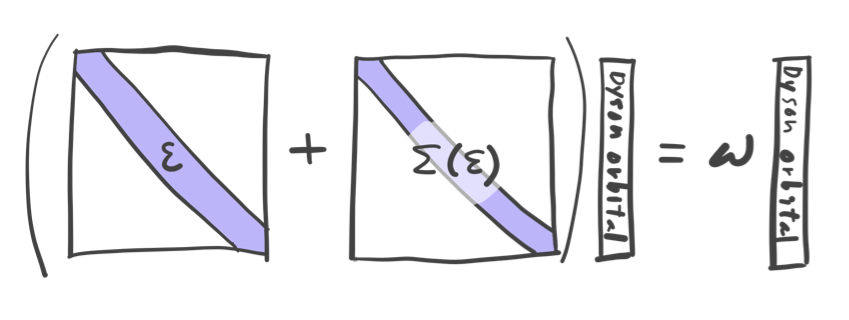 ( ε + Σ(ε) ) Dyson orbital = ω Dyson orbital